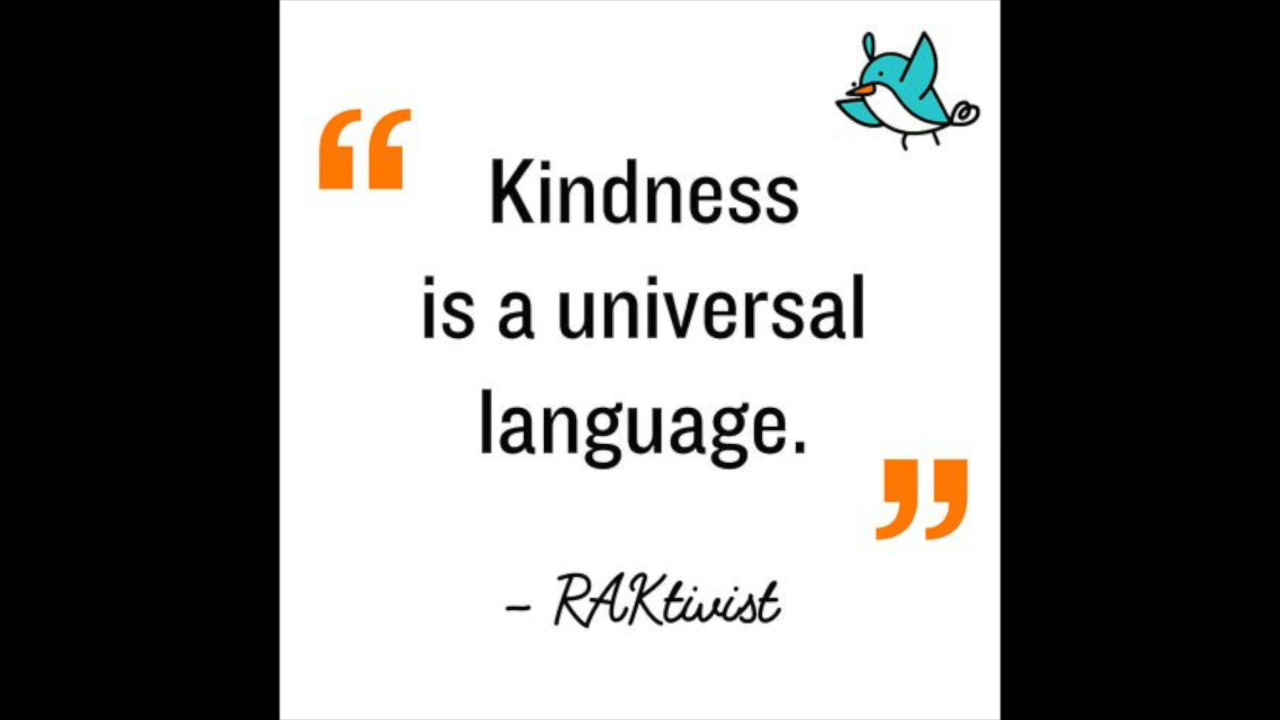 “ Kindness
is a universal
language. ”
– RAKtivist